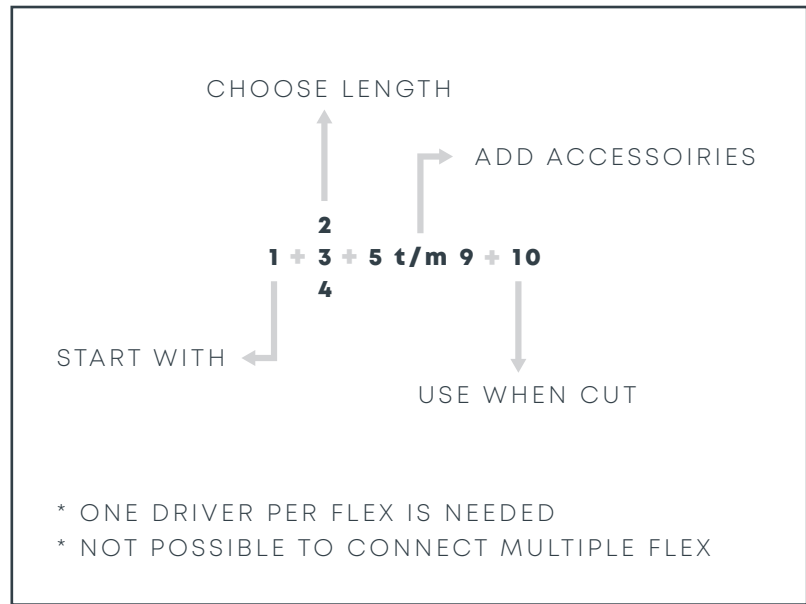 CHOOSE LENGTH
ADD ACCESSOIRIES
2
1 + 3 + 5 t/m 9 + 10
4
START WITH
USE WHEN CUT
* ONE DRIVER PER FLEX IS NEEDED
* NOT POSSIBLE TO CONNECT MULTIPLE FLEX